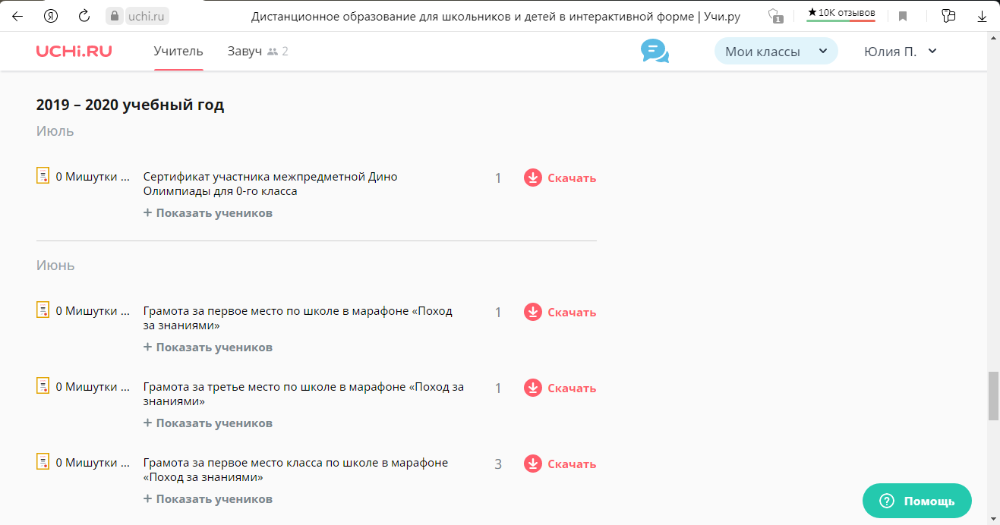 Я uchi.ru Дистанционное образование для школьников и детей в интерактивной форме | Учи.ру 1 ★10K отзывов
UCHi.RU Учитель Завуч 2 Мои классы Юлия П.
2019 – 2020 учебный год
Июль
0 Мишутки ... Сертификат участника межпредметной Дино 1 Скачать
Олимпиады для 0-го класса
+ Показать учеников
Июнь
0 Мишутки ... Грамота за первое место по школе в марафоне «Поход 1 Скачать
за знаниями»
+ Показать учеников
0 Мишутки ... Грамота за третье место по школе в марафоне «Поход за 1 Скачать
знаниями»
+ Показать учеников
0 Мишутки ... Грамота за первое место класса по школе в марафоне 3 Скачать
«Поход за знаниями»
+ Показать учеников
? Помощь